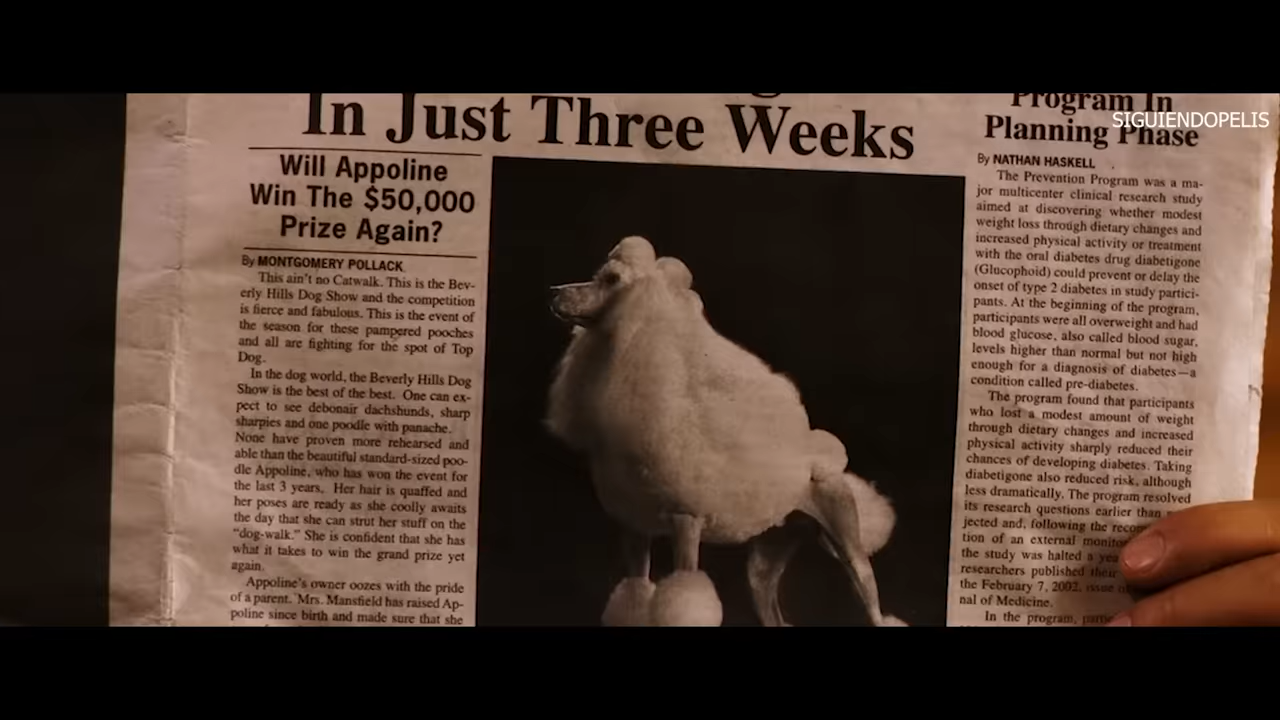 In Just Three Weeks
Will Appoline
Win The $50,000
Prize Again?
By MONTGOMERY POLLACK
This ain't no Catwalk. This is the Bev-
erly Hills Dog Show and the competition
is fierce and fabulous. This is the event of
the season for these pampered pooches
and all are fighting for the spot of Top
Dog.
In the dog world, the Beverly Hills Dog
Show is the best of the best. One can ex-
pect to see debonair dachshunds, sharp
sharpies and one poodle with panache.
None have proven more rehearsed and
able than the beautiful standard-sized poo-
dle Appoline, who has won the event for
the last 3 years. Her hair is quaffed and
her poses are ready as she coolly awaits
the day that she can strut her stuff on the
"dog-walk." She is confident that she has
what it takes to win the grand prize yet
again.
Appoline's owner oozes with the pride
of a parent. Mrs. Mansfield has raised Ap-
poline since birth and made sure that she
Program In
Planning Phase
By NATHAN HASKELL
The Prevention Program was a ma-
jor multicenter clinical research study
aimed at discovering whether modest
weight loss through dietary changes and
increased physical activity or treatment
with the oral diabetes drug diabetigone
(Glucophoid) could prevent or delay the
onset of type 2 diabetes in study partici-
pants. At the beginning of the program,
participants were all overweight and had
blood glucose, also called blood sugar,
levels higher than normal but not high
enough for a diagnosis of diabetes—a
condition called pre-diabetes.
The program found that participants
who lost a modest amount of weight
through dietary changes and increased
physical activity sharply reduced their
chances of developing diabetes. Taking
diabetigone also reduced risk, although
less dramatically. The program resolved
its research questions earlier than
jected and, following the
tion of an external
the study was halted a
researchers published their
the February 7, 2002, issue
nal of Medicine.
In the program,
SIGUIENDOPELIS